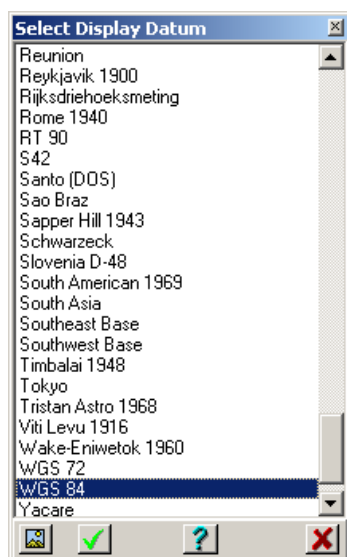 Select Display Datum
Reunion
Reykjavik 1900
Rijksdriehoeksmeting
Rome 1940
RT 90
S42
Santo (DOS)
Sao Braz
Sapper Hill 1943
Schwarzeck
Slovenia D-48
South American 1969
South Asia
Southeast Base
Southwest Base
Timbalai 1948
Tokyo
Tristan Astro 1968
Viti Levu 1916
Wake-Eniwetok 1960
WGS 72
WGS 84
Yacare